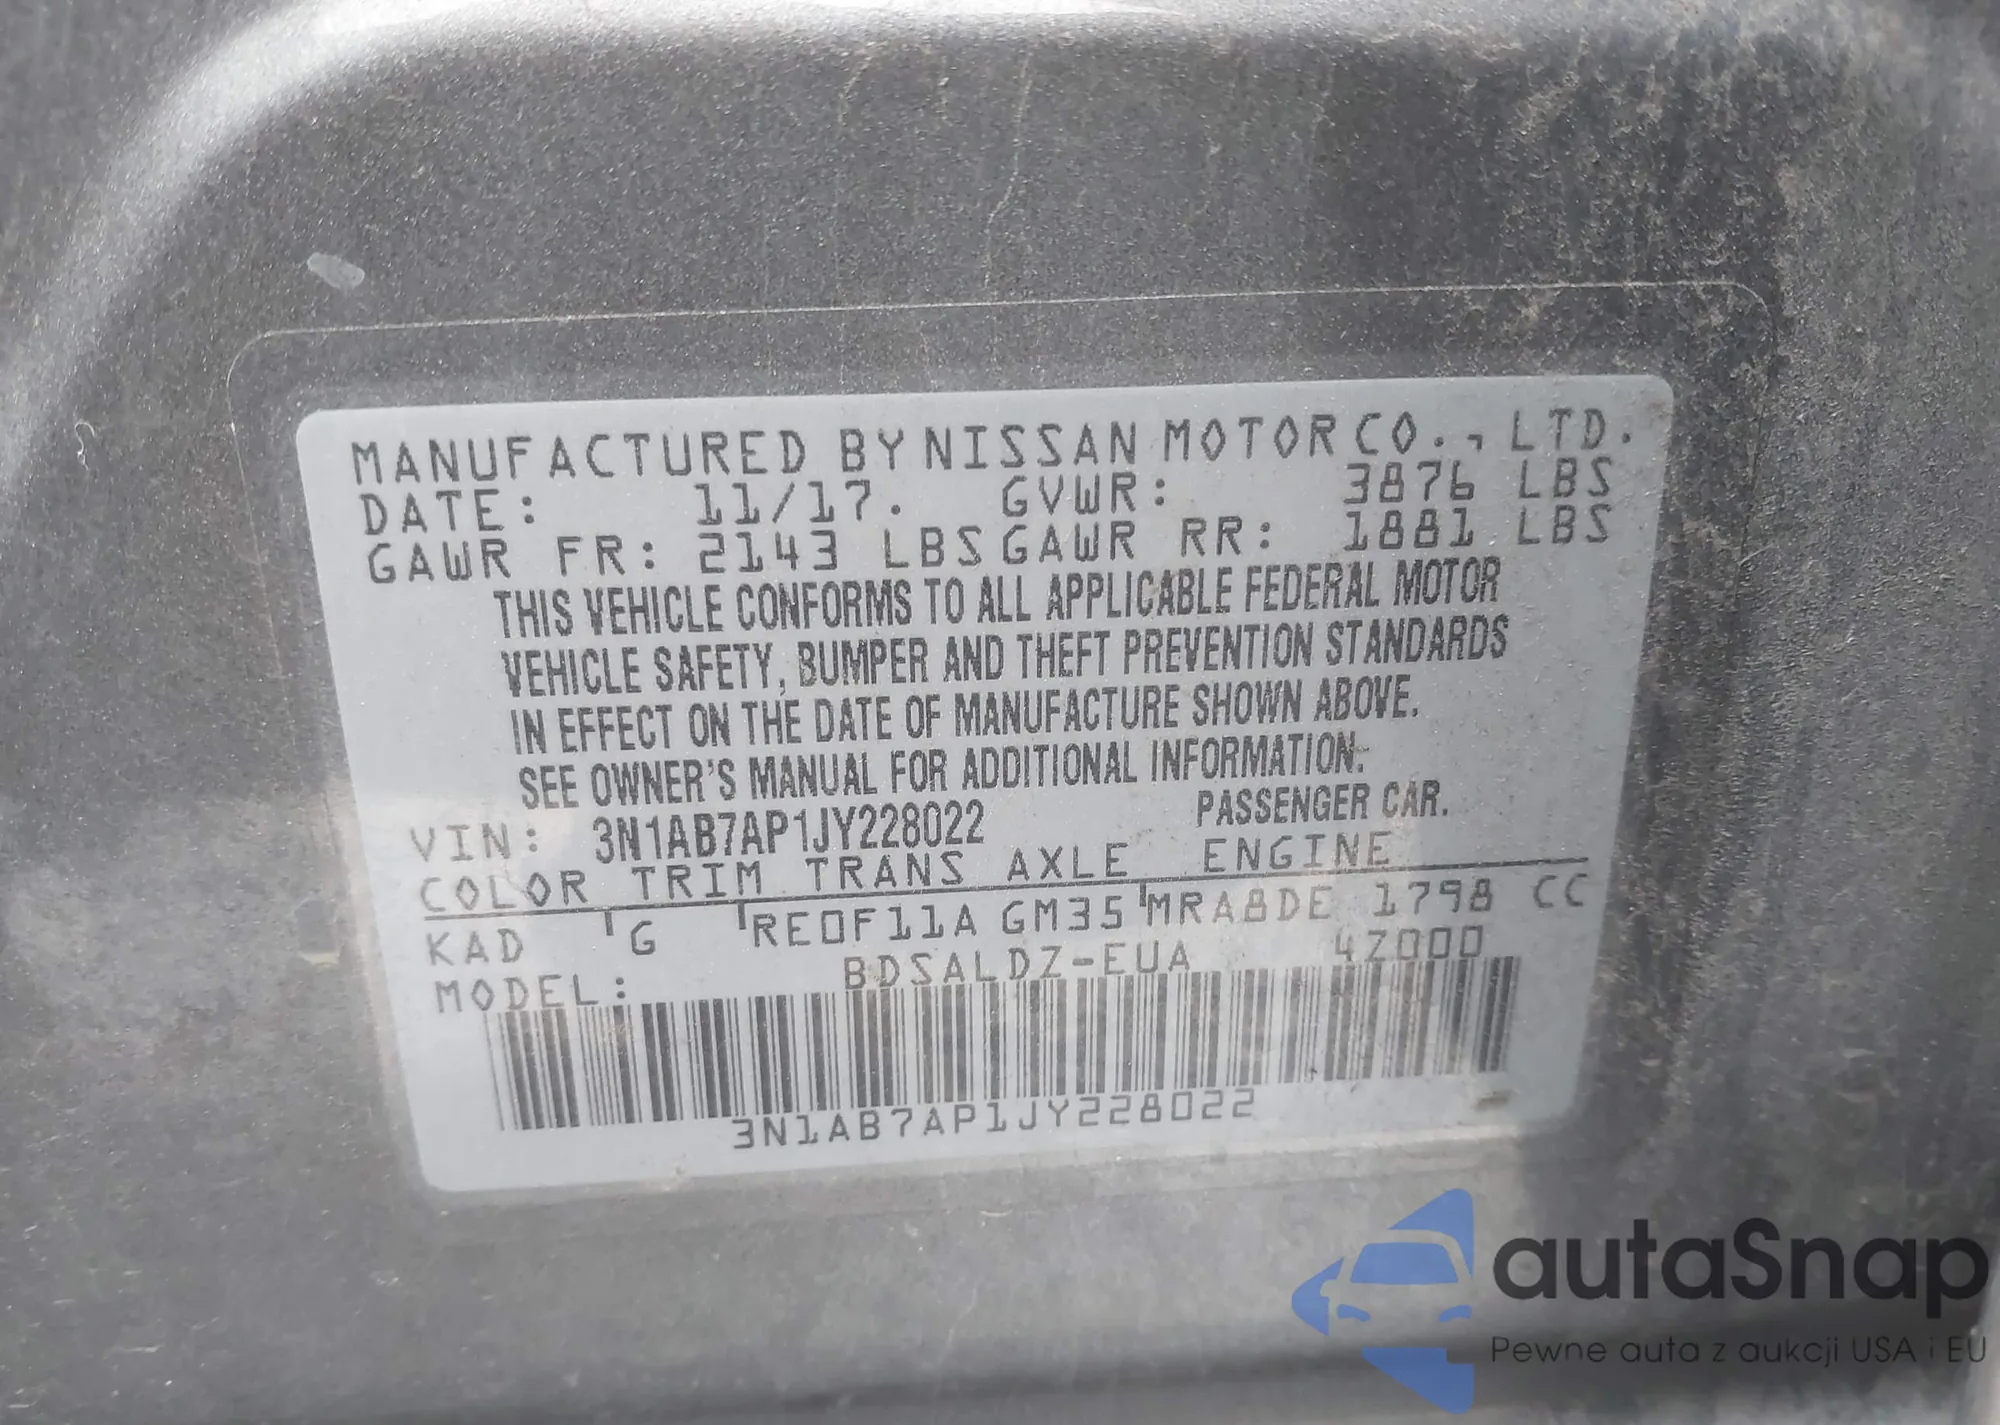 MANUFACTURED BY NISSAN MOTOR CO., LTD.
DATE: 11/17. GVWR: 3876 LBS
GAWR FR: 2143 LBS GAWR RR: 1881 LBS
THIS VEHICLE CONFORMS TO ALL APPLICABLE FEDERAL MOTOR
VEHICLE SAFETY, BUMPER AND THEFT PREVENTION STANDARDS
IN EFFECT ON THE DATE OF MANUFACTURE SHOWN ABOVE.
SEE OWNER'S MANUAL FOR ADDITIONAL INFORMATION.
VIN: 3N1AB7AP1JY228022 PASSENGER CAR.
COLOR TRIM TRANS AXLE ENGINE
KAD G RE0F11A GM35 MRA8DE 1798 CC
MODEL: BDSALDZ-EUA 4Z000
3N1AB7AP1JY228022
autaSnap
Pewne auta z aukcji USA i EU